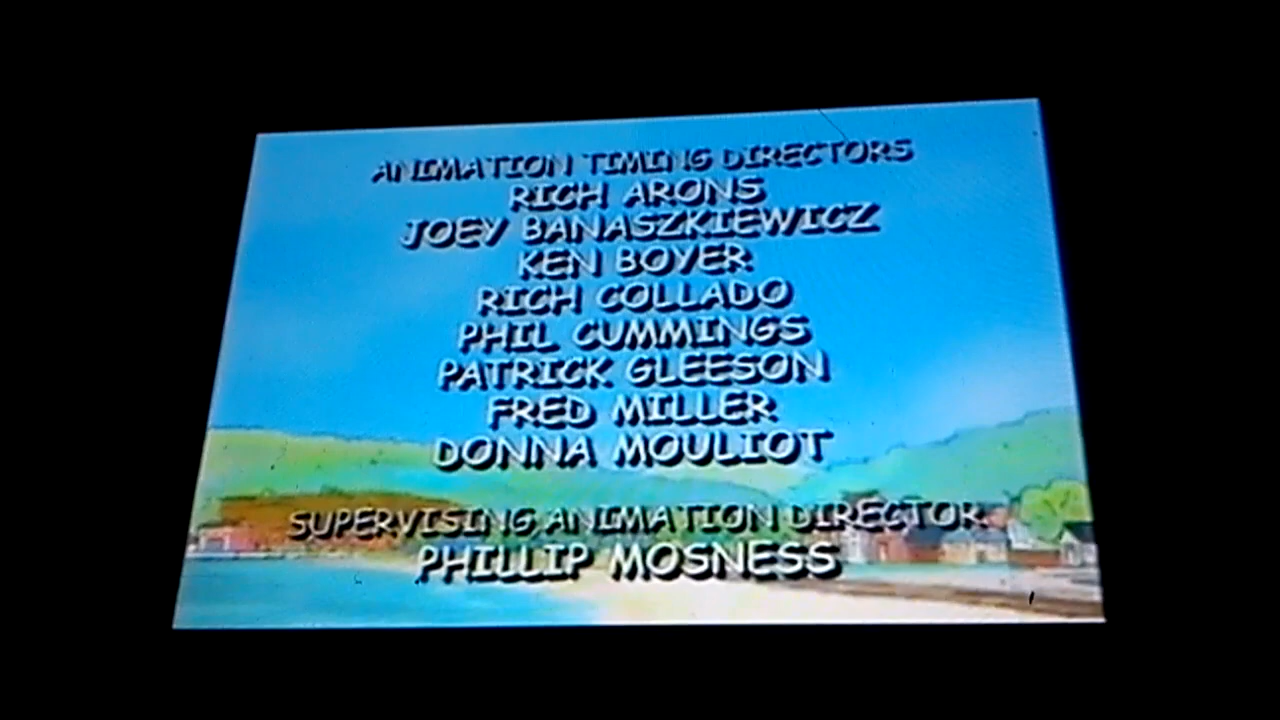 ANIMATION TIMING DIRECTORS
RICH ARONS
JOEY BANASZKIEWICZ
KEN BOYER
RICH COLLADO
PHIL CUMMINGS
PATRICK GLEESON
FRED MILLER
DONNA MOULIOT
SUPERVISING ANIMATION DIRECTOR
PHILLIP MOSNESS